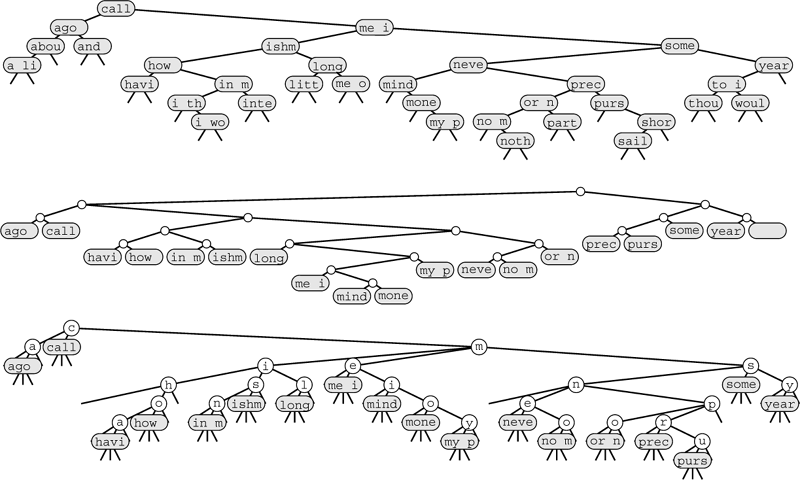 call
ago me i
abou and ishm some
a li how long neve year
havi in m litt me o mind prec to i
i th inte mone or n purs thou woul
i wo my p no m part shor
noth sail
ago call prec purs some year
havi how in m ishm long neve no m or n
me i my p
mind mone
c
a call m
ago i e s
h s l me i i n some y
o n ishm long mind e p year
a how in m o neve o o r
havi mone y no m or n prec u
my p purs